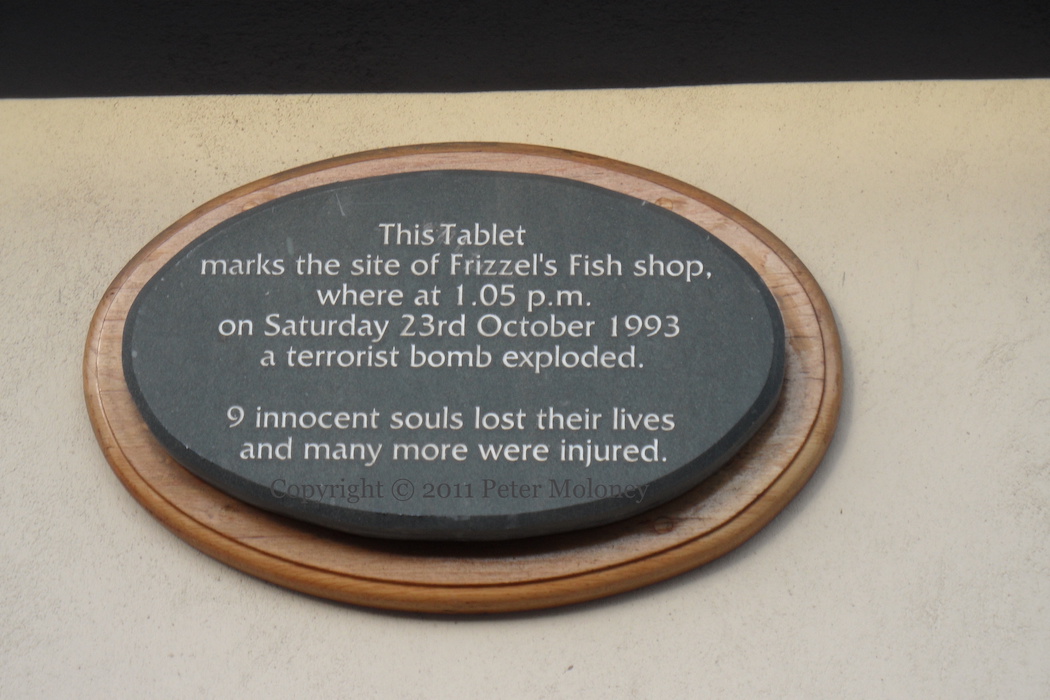 This Tablet
marks the site of Frizzel's Fish shop,
where at 1.05 p.m.
on Saturday 23rd October 1993
a terrorist bomb exploded.
9 innocent souls lost their lives
and many more were injured.
Copyright © 2011 Peter Moloney